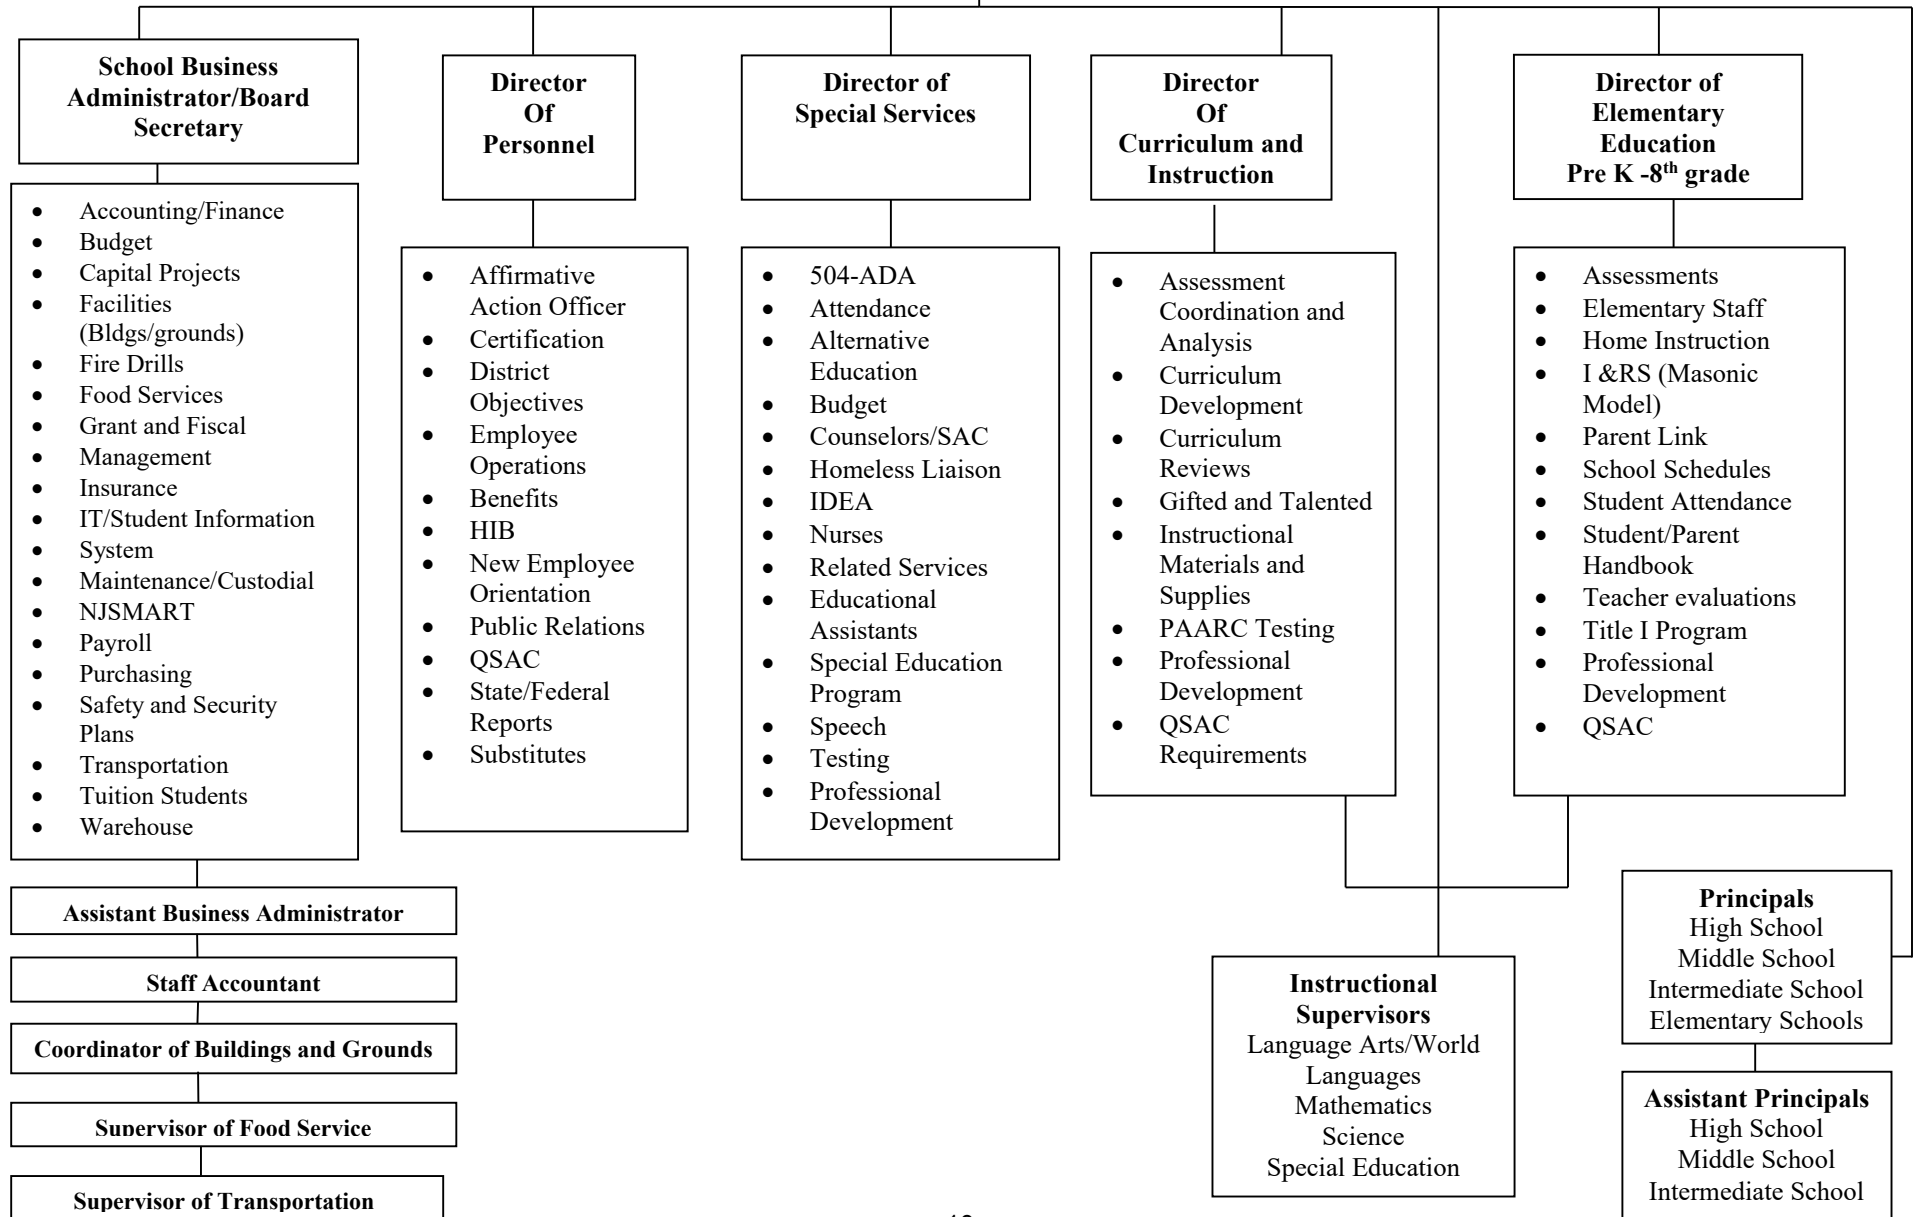 School Business
Administrator/Board
Secretary
• Accounting/Finance
• Budget
• Capital Projects
• Facilities
(Bldgs/grounds)
• Fire Drills
• Food Services
• Grant and Fiscal
• Management
• Insurance
• IT/Student Information
• System
• Maintenance/Custodial
• NJSMART
• Payroll
• Purchasing
• Safety and Security
Plans
• Transportation
• Tuition Students
• Warehouse
Assistant Business Administrator
Staff Accountant
Coordinator of Buildings and Grounds
Supervisor of Food Service
Supervisor of Transportation
Director
Of
Personnel
• Affirmative
Action Officer
• Certification
• District
Objectives
• Employee
Operations
• Benefits
• HIB
• New Employee
Orientation
• Public Relations
• QSAC
• State/Federal
Reports
• Substitutes
Director of
Special Services
• 504-ADA
• Attendance
• Alternative
Education
• Budget
• Counselors/SAC
• Homeless Liaison
• IDEA
• Nurses
• Related Services
• Educational
Assistants
• Special Education
Program
• Speech
• Testing
• Professional
Development
Director
Of
Curriculum and
Instruction
• Assessment
Coordination and
Analysis
• Curriculum
Development
• Curriculum
Reviews
• Gifted and Talented
• Instructional
Materials and
Supplies
• PAARC Testing
• Professional
Development
• QSAC
Requirements
Director of
Elementary
Education
Pre K -8th grade
• Assessments
• Elementary Staff
• Home Instruction
• I &RS (Masonic
Model)
• Parent Link
• School Schedules
• Student Attendance
• Student/Parent
Handbook
• Teacher evaluations
• Title I Program
• Professional
Development
• QSAC
Instructional
Supervisors
Language Arts/World
Languages
Mathematics
Science
Special Education
Principals
High School
Middle School
Intermediate School
Elementary Schools
Assistant Principals
High School
Middle School
Intermediate School